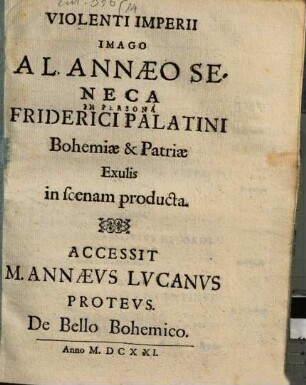 VIOLENTI IMPERII
IMAGO
A L. ANNÆO SE-
NECA
IN PERSONA
FRIDERICI PALATINI
Bohemiæ & Patriæ
Exulis
in scenam producta.
ACCESSIT
M. ANNÆVS LVCANVS
PROTEVS.
De Bello Bohemico.
Anno M. DC XXI.